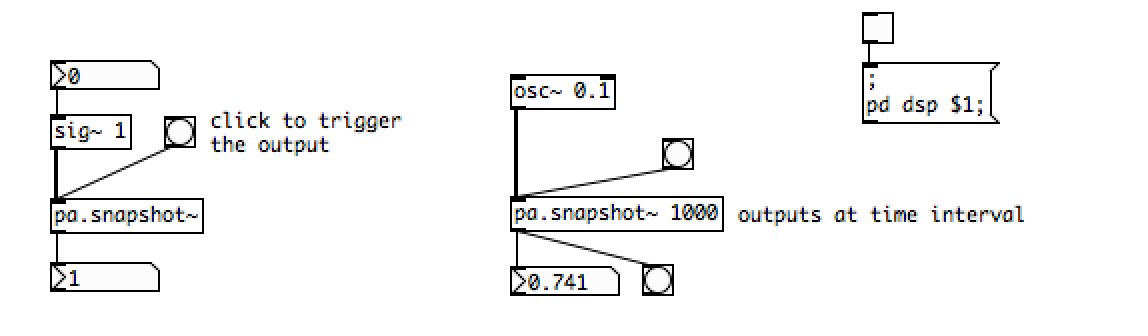 0
sig~ 1
click to trigger
the output
pa.snapshot~
1
osc~ 0.1
pa.snapshot~ 1000
outputs at time interval
0.741
;
pd dsp $1;